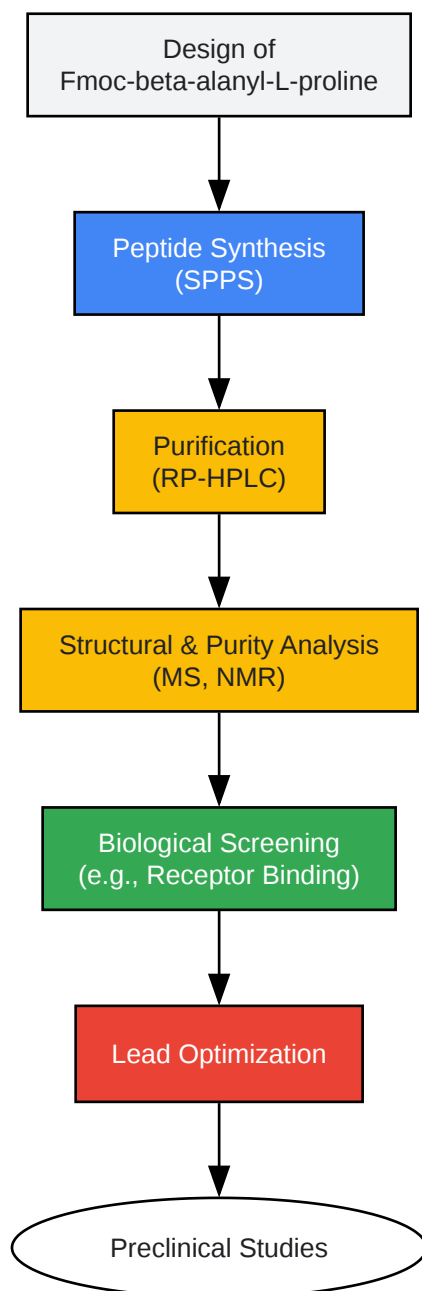 Design of
Fmoc-beta-alanyl-L-proline
Peptide Synthesis
(SPPS)
Purification
(RP-HPLC)
Structural & Purity Analysis
(MS, NMR)
Biological Screening
(e.g., Receptor Binding)
Lead Optimization
Preclinical Studies